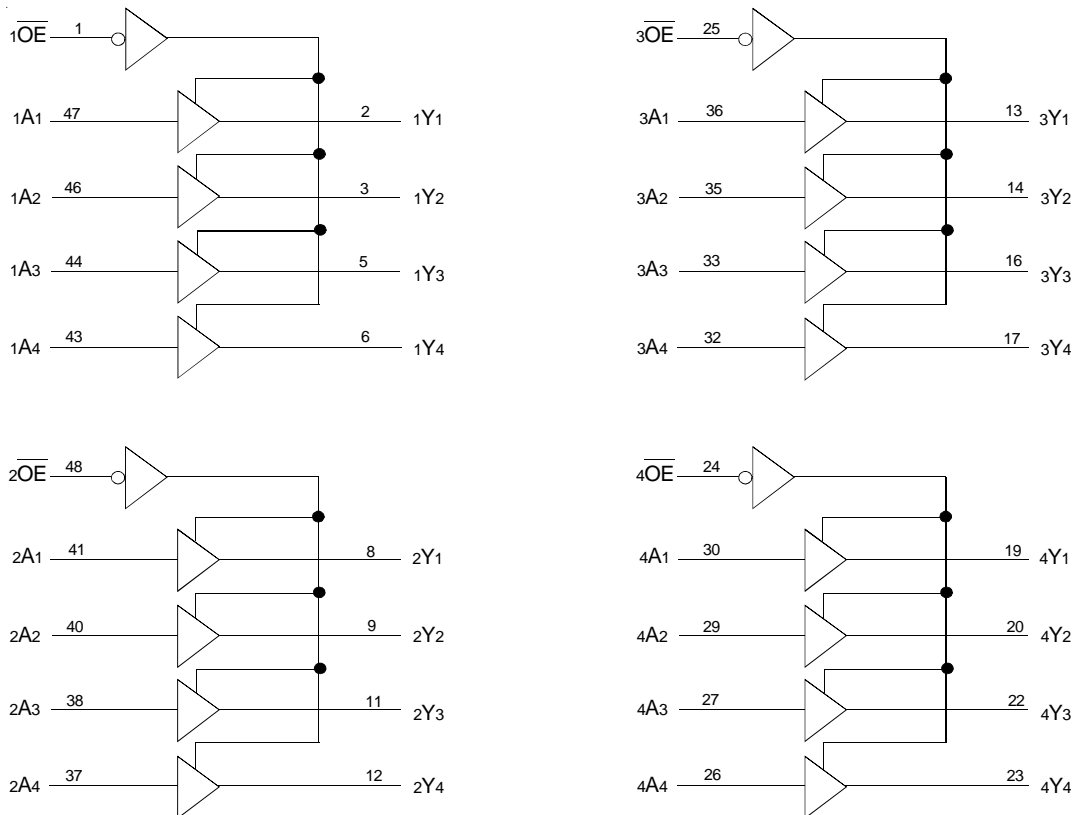 1OE 1
1A1 47 2 1Y1
1A2 46 3 1Y2
1A3 44 5 1Y3
1A4 43 6 1Y4
3OE 25
3A1 36 13 3Y1
3A2 35 14 3Y2
3A3 33 16 3Y3
3A4 32 17 3Y4
2OE 48
2A1 41 8 2Y1
2A2 40 9 2Y2
2A3 38 11 2Y3
2A4 37 12 2Y4
4OE 24
4A1 30 19 4Y1
4A2 29 20 4Y2
4A3 27 22 4Y3
4A4 26 23 4Y4